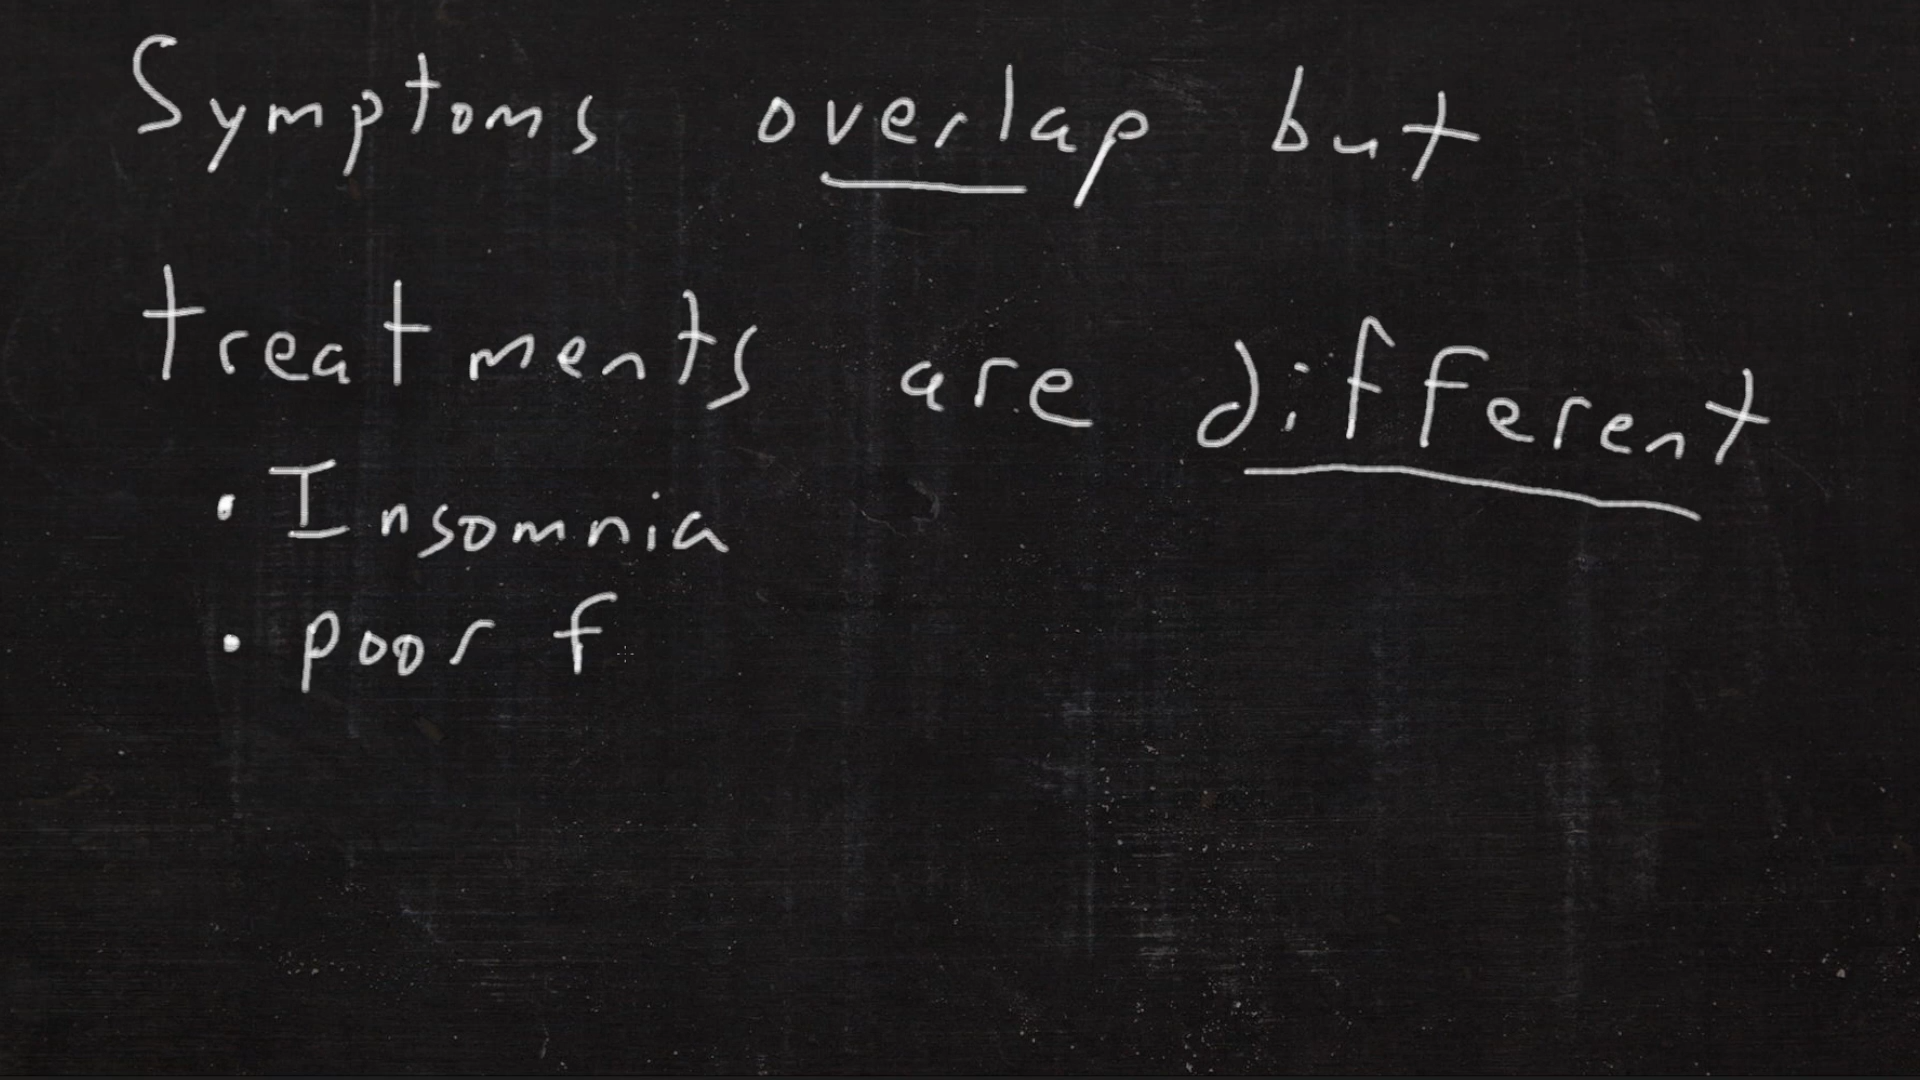 Symptoms overlap but
treatments are different
• Insomnia
• poor f